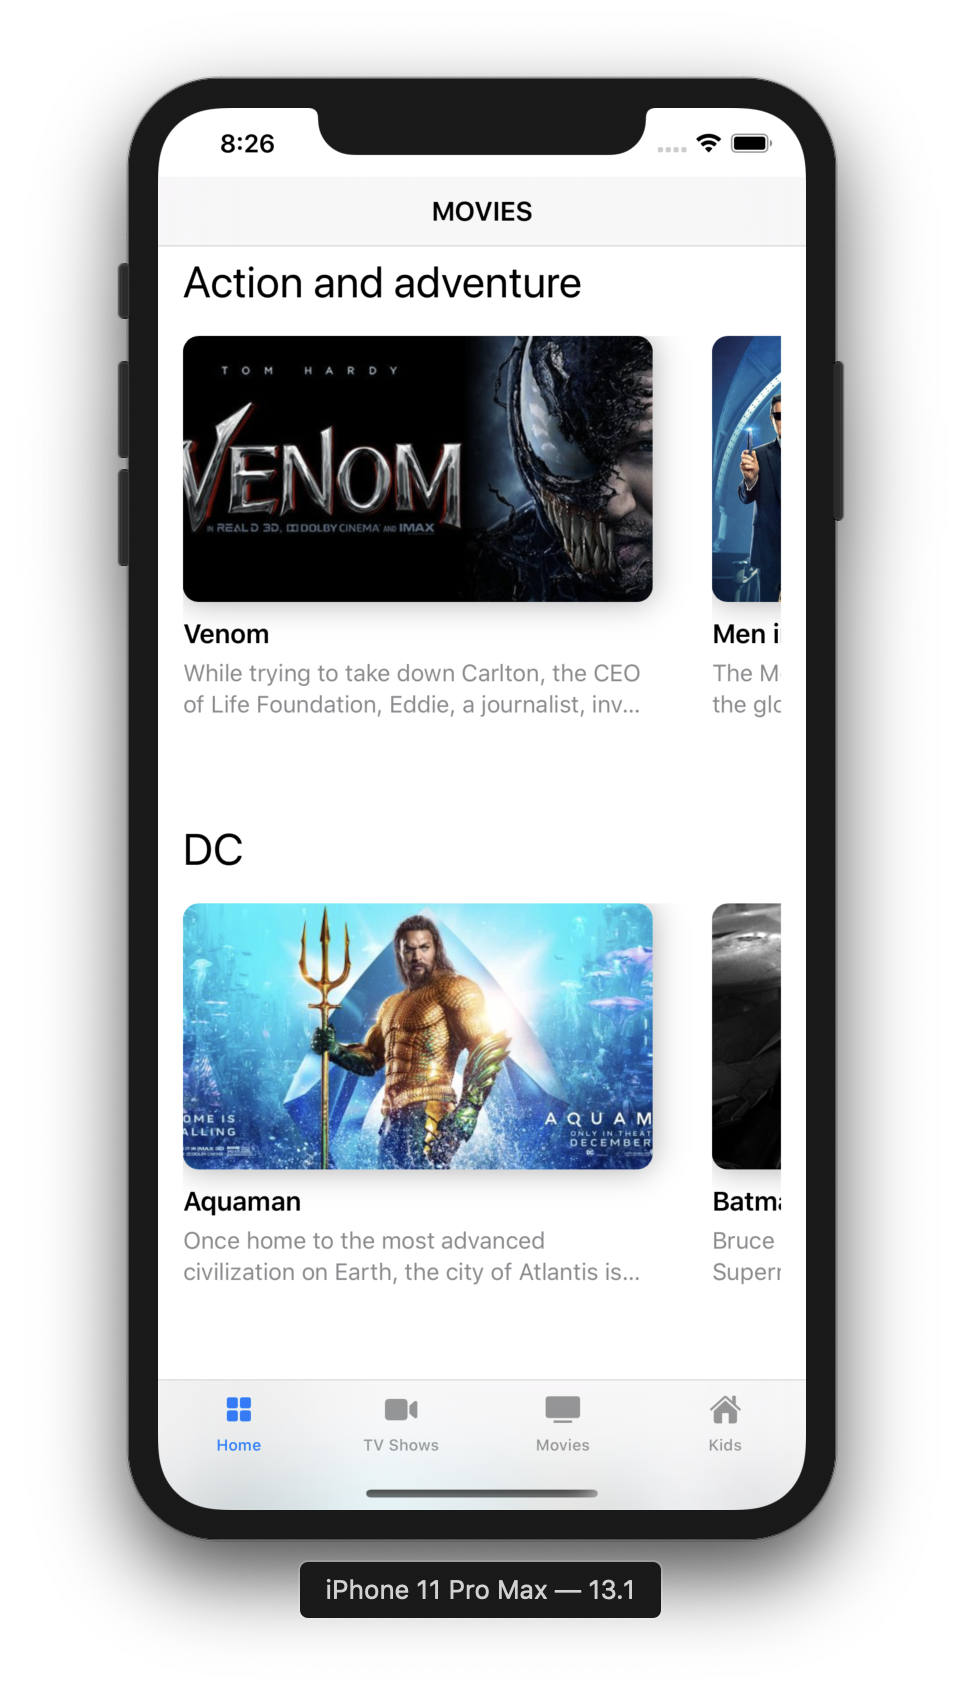 8:26
MOVIES
Action and adventure
TOM HARDY
VENOM
IN REALD 3D, DOLBY CINEMA AND IMAX
Venom
Men i
While trying to take down Carlton, the CEO
of Life Foundation, Eddie, a journalist, inv...
The M
the glo
DC
OME IS
ALLING
AQUAM
ONLY IN THEAT
DECEMBER
Aquaman
Batma
Once home to the most advanced
civilization on Earth, the city of Atlantis is...
Bruce
Superr
Home
TV Shows
Movies
Kids
iPhone 11 Pro Max — 13.1